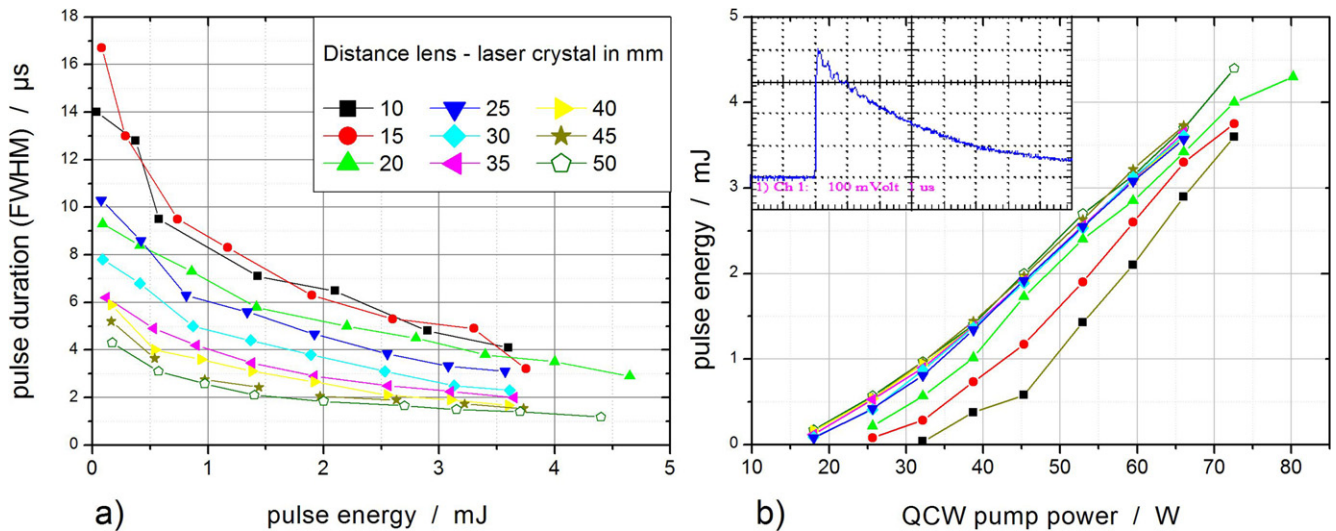 18
16
14
12
10
8
6
4
2
0
pulse duration (FWHM) / µs
Distance lens - laser crystal in mm
10 25 40
15 30 45
20 35 50
0 1 2 3 4 5
a) pulse energy / mJ
5
4
3
2
1
0
pulse energy / mJ
1) Ch 1: 100 mVolt 1 us
10 20 30 40 50 60 70 80
b) QCW pump power / W